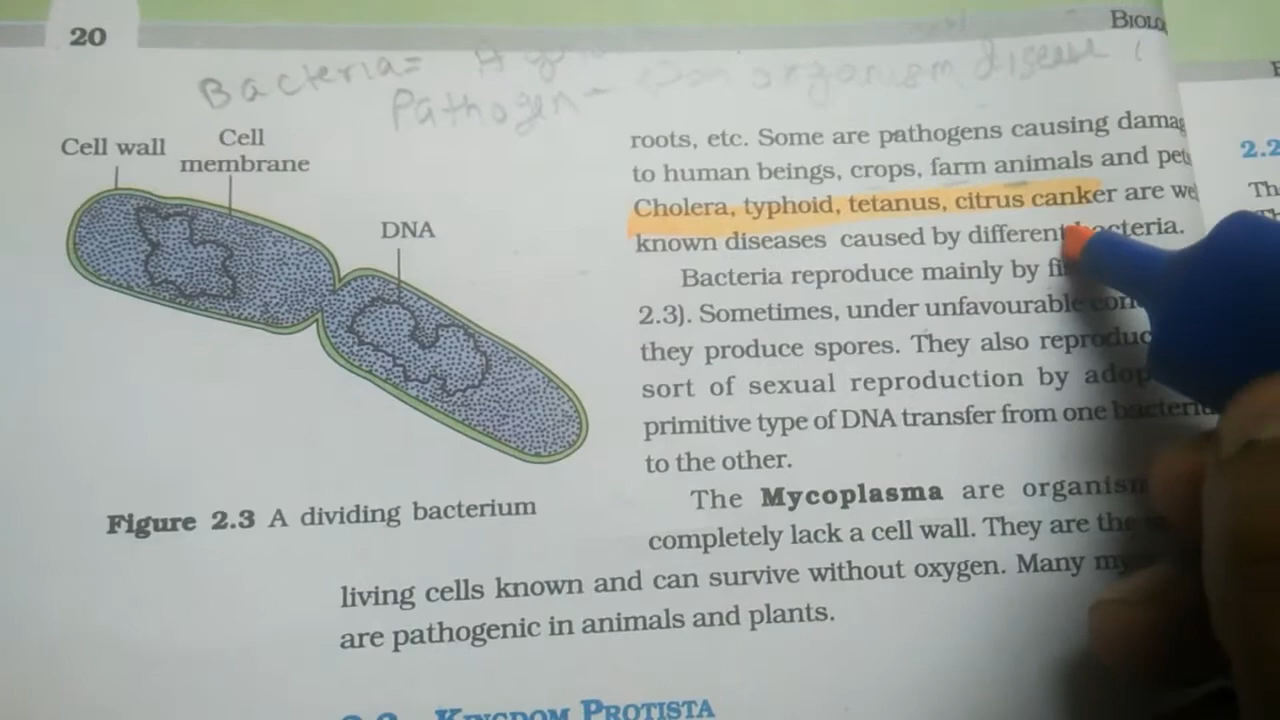 20
BIOLO
Bacteria=
Pathogen - organism disease (
Cell wall
Cell
membrane
DNA
Figure 2.3 A dividing bacterium
roots, etc. Some are pathogens causing damag
to human beings, crops, farm animals and pets
Cholera, typhoid, tetanus, citrus canker are we
known diseases caused by different bacteria.
Bacteria reproduce mainly by fi
2.3). Sometimes, under unfavourable con
they produce spores. They also reproduc
sort of sexual reproduction by adop
primitive type of DNA transfer from one bacteriu
to the other.
The Mycoplasma are organism
completely lack a cell wall. They are the
living cells known and can survive without oxygen. Many my
are pathogenic in animals and plants.
KINGDOM PROTISTA
2.2
Th